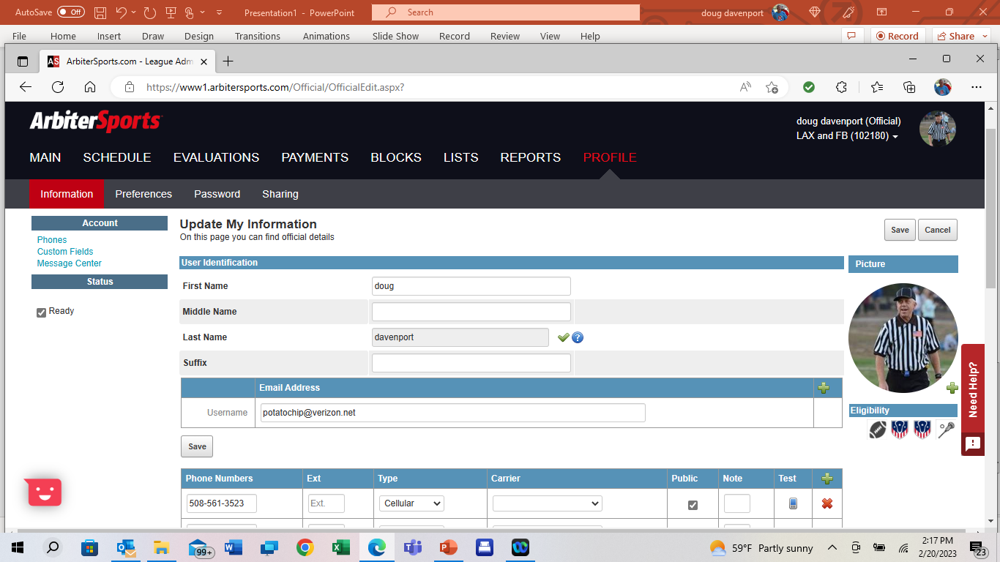 AutoSave Off Presentation1 - PowerPoint Search doug davenport
File Home Insert Draw Design Transitions Animations Slide Show Record Review View Help Record Share
AS ArbiterSports.com - League Adm
https://www1.arbitersports.com/Official/OfficialEdit.aspx?
ArbiterSports
doug davenport (Official)
LAX and FB (102180)
MAIN SCHEDULE EVALUATIONS PAYMENTS BLOCKS LISTS REPORTS PROFILE
Information Preferences Password Sharing
Account
Phones
Custom Fields
Message Center
Status
Ready
Update My Information
On this page you can find official details
Save Cancel
User Identification
First Name doug
Middle Name
Last Name davenport
Suffix
Email Address
Username potatochip@verizon.net
Save
Picture
Eligibility
Need Help?
Phone Numbers Ext Type Carrier Public Note Test
508-561-3523 Ext. Cellular
99+
59°F Partly sunny
2:17 PM
2/20/2023
23